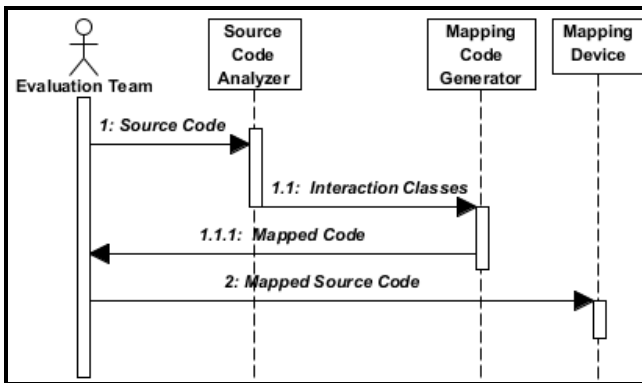 Evaluation Team
Source
Code
Analyzer
Mapping
Code
Generator
Mapping
Device
1: Source Code
1.1: Interaction Classes
1.1.1: Mapped Code
2: Mapped Source Code